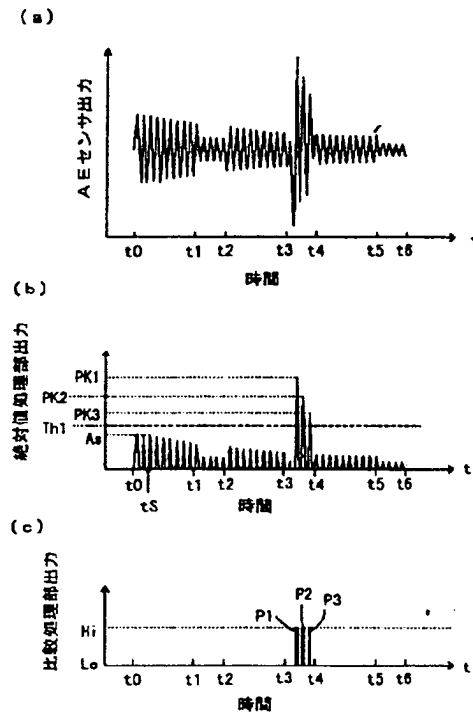 (a)
AEセンサ出力
t0 t1 t2 t3 t4 t5 t6
時間
(b)
絶対値処理部出力
PK1
PK2
PK3
Th1
As
t0 t1 t2 t3 t4 t5 t6 t
tS
時間
(c)
比較処理部出力
P1 P2 P3
Hi
Lo
t0 t1 t2 t3 t4 t5 t6 t
時間